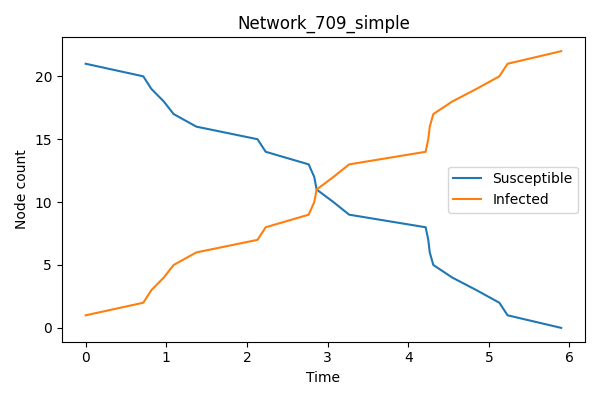 Network_709_simple
Node count
20
15
10
5
0
Susceptible
Infected
0 1 2 3 4 5 6
Time